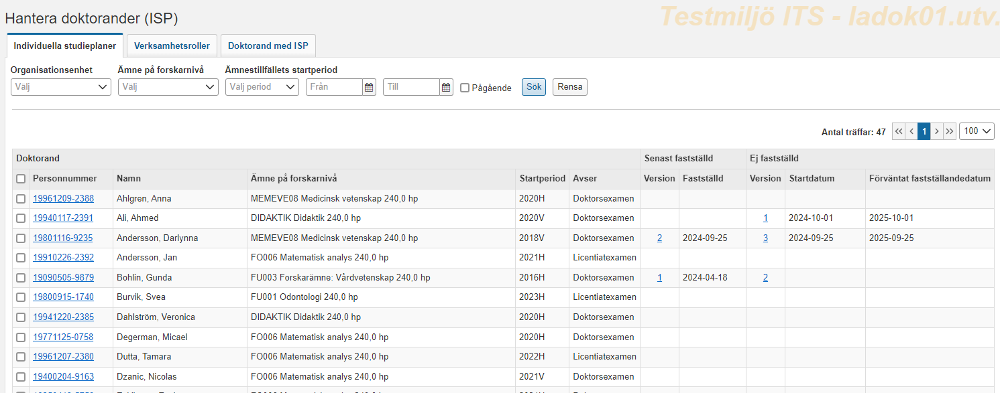 Testmiljö ITS - ladok01.utv.
Hantera doktorander (ISP)
Individuella studieplaner Verksamhetsroller Doktorand med ISP
Organisationsenhet Ämne på forskarnivå Ämnestillfällets startperiod
Välj Välj Välj period Från Till Pågående Sök Rensa
Antal träffar: 47 1 100
Doktorand Senast fastställd Ej fastställd
Personnummer Namn Ämne på forskarnivå Startperiod Avser Version Fastställd Version Startdatum Förväntat fastställandedatum
19961209-2388 Ahlgren, Anna MEMEVE08 Medicinsk vetenskap 240,0 hp 2020H Doktorsexamen
19940117-2391 Ali, Ahmed DIDAKTIK Didaktik 240,0 hp 2020V Doktorsexamen 1 2024-10-01 2025-10-01
19801116-9235 Andersson, Darlynna MEMEVE08 Medicinsk vetenskap 240,0 hp 2018V Doktorsexamen 2 2024-09-25 3 2024-09-25 2025-09-25
19910226-2392 Andersson, Jan FO006 Matematisk analys 240,0 hp 2021H Licentiatexamen
19090505-9879 Bohlin, Gunda FU003 Forskarämne: Vårdvetenskap 240,0 hp 2016H Doktorsexamen 1 2024-04-18 2
19800915-1740 Burvik, Svea FU001 Odontologi 240,0 hp 2023H Licentiatexamen
19941220-2385 Dahlström, Veronica DIDAKTIK Didaktik 240,0 hp 2020H Doktorsexamen
19771125-0758 Degerman, Micael FO006 Matematisk analys 240,0 hp 2020H Doktorsexamen
19961207-2380 Dutta, Tamara FO006 Matematisk analys 240,0 hp 2022H Licentiatexamen
19400204-9163 Dzanic, Nicolas FO006 Matematisk analys 240,0 hp 2021V Doktorsexamen